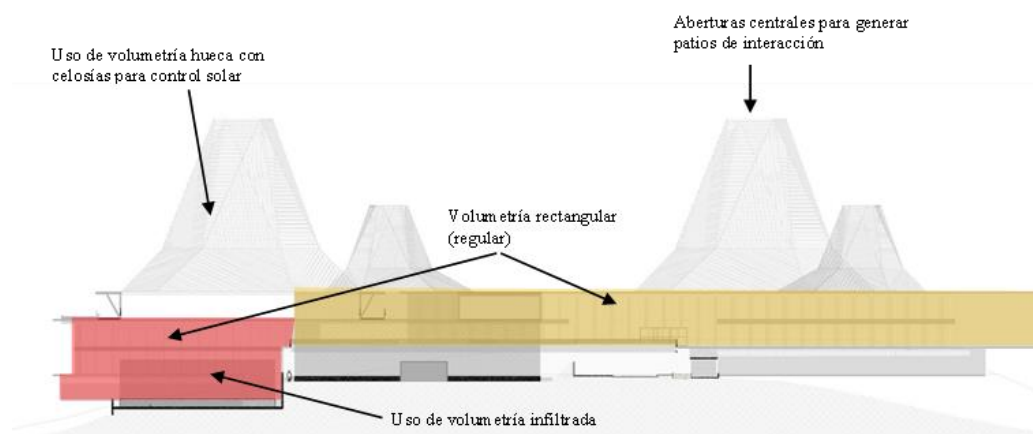 Aberturas centrales para generar
patios de interacción
Uso de volumetría hueca con
celosías para control solar
Volumetría rectangular
(regular)
Uso de volumetría infiltrada